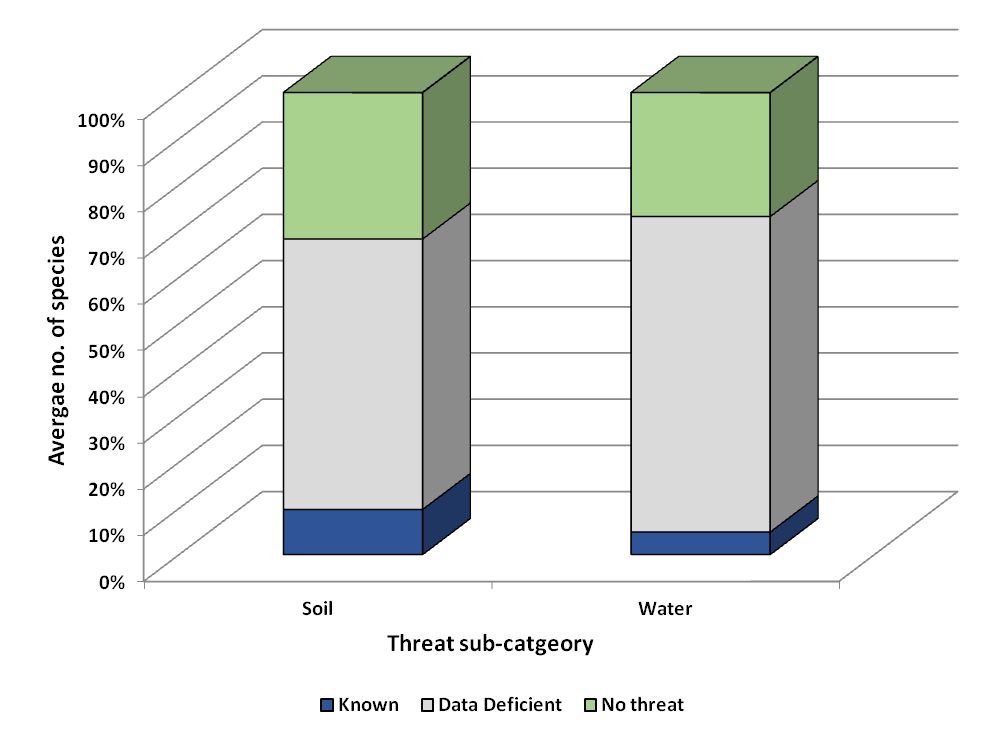 100%
90%
80%
70%
60%
50%
40%
30%
20%
10%
0%
Avergae no. of species
Soil
Water
Threat sub-catgeory
Known
Data Deficient
No threat